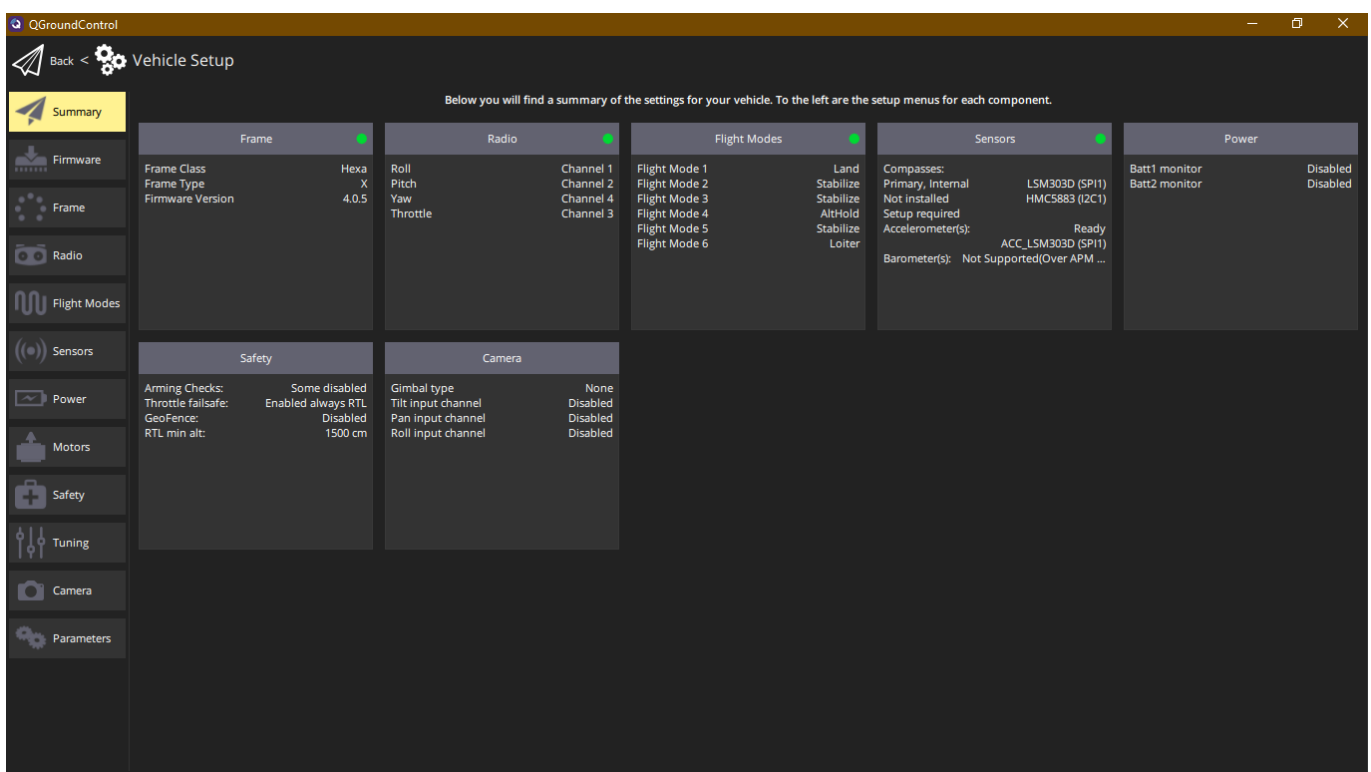 QGroundControl
Back < Vehicle Setup
Summary
Firmware
Frame
Radio
Flight Modes
Sensors
Power
Motors
Safety
Tuning
Camera
Parameters
Below you will find a summary of the settings for your vehicle. To the left are the setup menus for each component.
Frame
Frame Class Hexa
Frame Type X
Firmware Version 4.0.5
Radio
Roll Channel 1
Pitch Channel 2
Yaw Channel 4
Throttle Channel 3
Flight Modes
Flight Mode 1 Land
Flight Mode 2 Stabilize
Flight Mode 3 Stabilize
Flight Mode 4 AltHold
Flight Mode 5 Stabilize
Flight Mode 6 Loiter
Sensors
Compasses:
Primary, Internal LSM303D (SPI1)
Not installed HMC5883 (I2C1)
Setup required
Accelerometer(s): Ready
ACC_LSM303D (SPI1)
Barometer(s): Not Supported(Over APM ...
Power
Batt1 monitor Disabled
Batt2 monitor Disabled
Safety
Arming Checks: Some disabled
Throttle failsafe: Enabled always RTL
GeoFence: Disabled
RTL min alt: 1500 cm
Camera
Gimbal type None
Tilt input channel Disabled
Pan input channel Disabled
Roll input channel Disabled